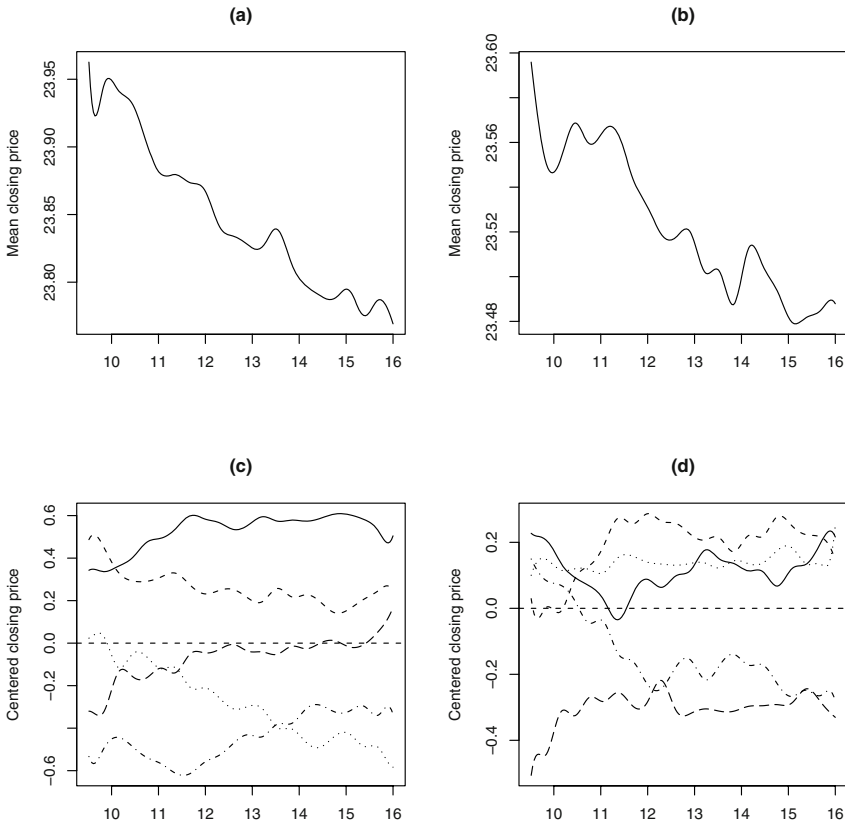 (a)
Mean closing price
23.95
23.90
23.85
23.80
10 11 12 13 14 15 16
(b)
Mean closing price
23.60
23.56
23.52
23.48
10 11 12 13 14 15 16
(c)
Centered closing price
0.6
0.4
0.2
0.0
−0.2
−0.6
10 11 12 13 14 15 16
(d)
Centered closing price
0.2
0.0
−0.2
−0.4
10 11 12 13 14 15 16